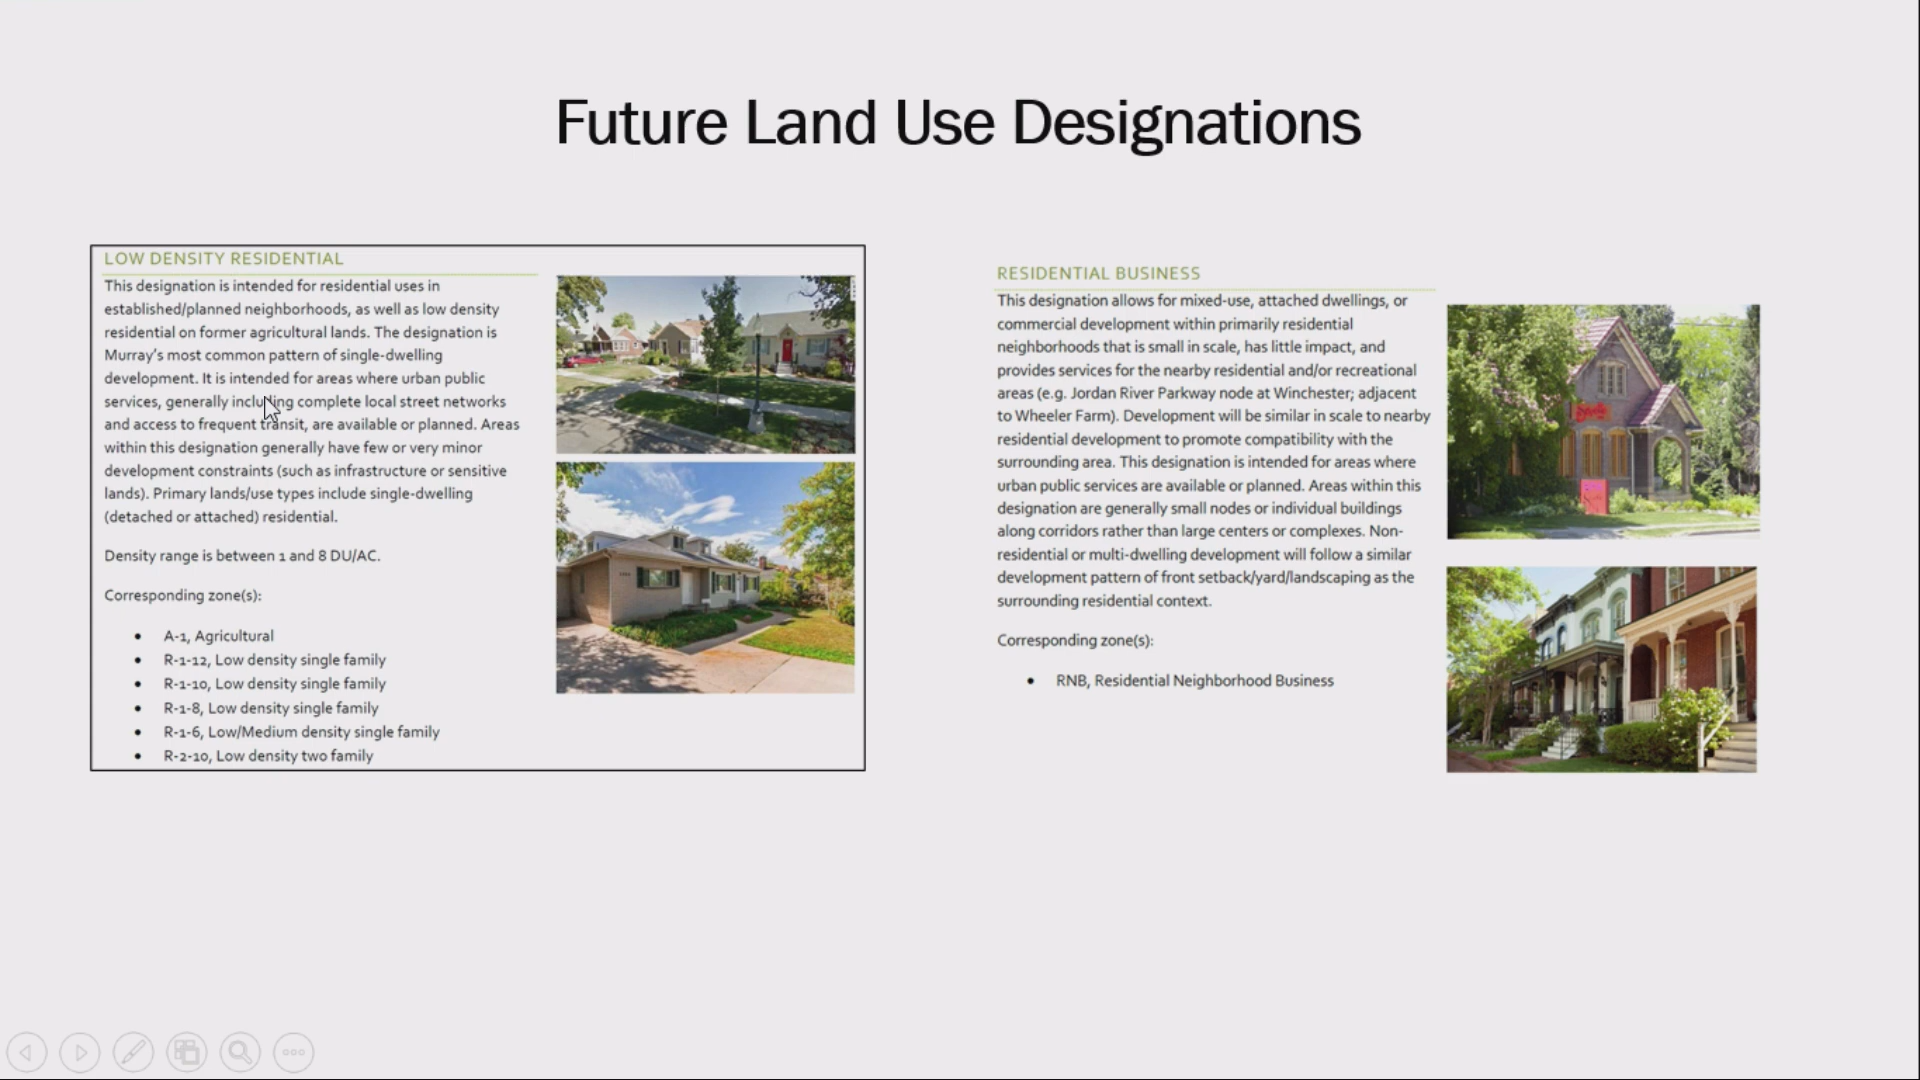 Future Land Use Designations
LOW DENSITY RESIDENTIAL
This designation is intended for residential uses in
established/planned neighborhoods, as well as low density
residential on former agricultural lands. The designation is
Murray's most common pattern of single-dwelling
development. It is intended for areas where urban public
services, generally including complete local street networks
and access to frequent transit, are available or planned. Areas
within this designation generally have few or very minor
development constraints (such as infrastructure or sensitive
lands). Primary lands/use types include single-dwelling
(detached or attached) residential.
Density range is between 1 and 8 DU/AC.
Corresponding zone(s):
• A-1, Agricultural
• R-1-12, Low density single family
• R-1-10, Low density single family
• R-1-8, Low density single family
• R-1-6, Low/Medium density single family
• R-2-10, Low density two family
RESIDENTIAL BUSINESS
This designation allows for mixed-use, attached dwellings, or
commercial development within primarily residential
neighborhoods that is small in scale, has little impact, and
provides services for the nearby residential and/or recreational
areas (e.g. Jordan River Parkway node at Winchester; adjacent
to Wheeler Farm). Development will be similar in scale to nearby
residential development to promote compatibility with the
surrounding area. This designation is intended for areas where
urban public services are available or planned. Areas within this
designation are generally small nodes or individual buildings
along corridors rather than large centers or complexes. Non-
residential or multi-dwelling development will follow a similar
development pattern of front setback/yard/landscaping as the
surrounding residential context.
Corresponding zone(s):
• RNB, Residential Neighborhood Business